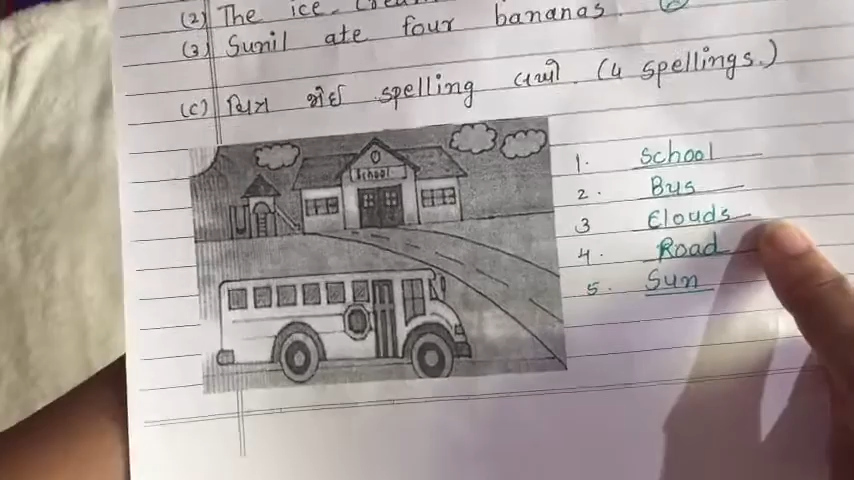 (2) The ice. cream
(3) Sunil ate four bananas.
(c) ચિત્ર જોઈ spelling લખો. (4 spellings.)
School
1. School
2. Bus
3 Clouds
4. Road
5. Sun